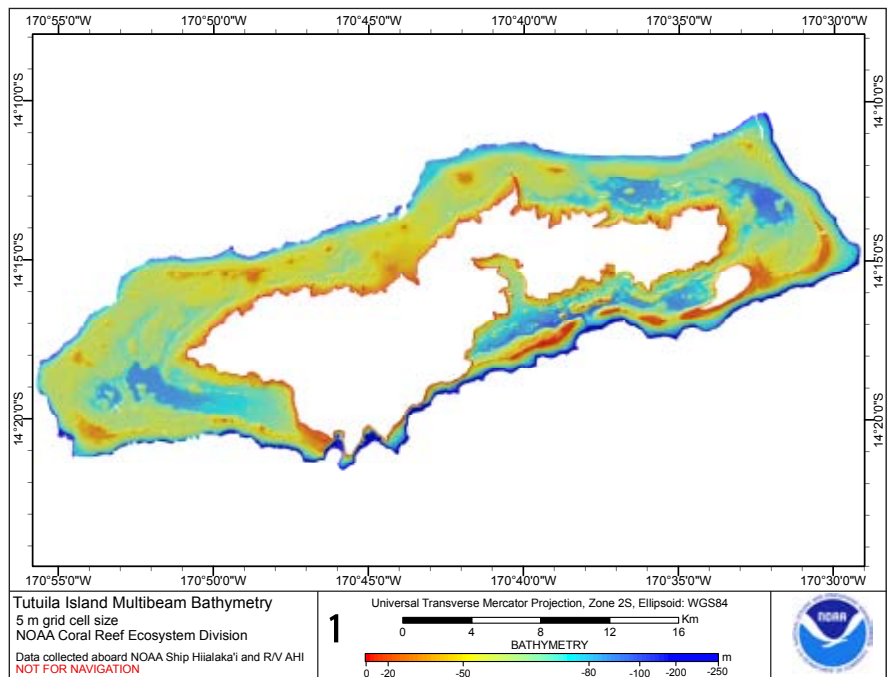 170°55'0"W 170°50'0"W 170°45'0"W 170°40'0"W 170°35'0"W 170°30'0"W
14°10'0"S 14°10'0"S
14°15'0"S 14°15'0"S
14°20'0"S 14°20'0"S
170°55'0"W 170°50'0"W 170°45'0"W 170°40'0"W 170°35'0"W 170°30'0"W
Tutuila Island Multibeam Bathymetry
5 m grid cell size
NOAA Coral Reef Ecosystem Division
Data collected aboard NOAA Ship Hiialaka'i and R/V AHI
NOT FOR NAVIGATION
1
Universal Transverse Mercator Projection, Zone 2S, Ellipsoid: WGS84
Km
0 4 8 12 16
BATHYMETRY
m
0 -20 -50 -80 -100 -200 -250
NOAA